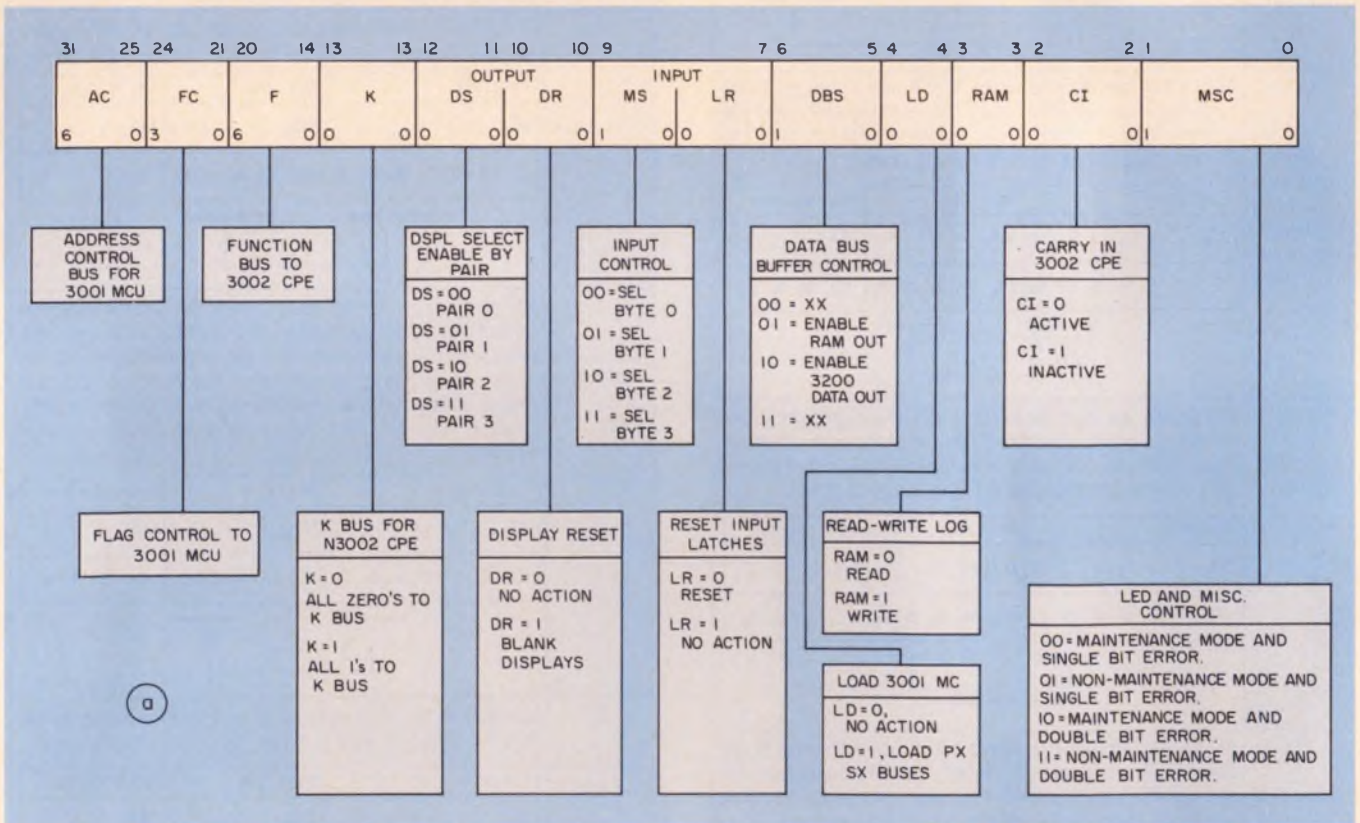 31 25 24 21 20 14 13 13 12 11 10 10 9 7 6 5 4 4 3 3 2 2 1 0
OUTPUT INPUT
AC FC F K DS DR MS LR DBS LD RAM CI MSC
6 0 3 0 6 0 0 0 0 0 0 0 1 0 0 0 1 0 0 0 0 0 0 0 1 0
ADDRESS
CONTROL
BUS FOR
3001 MCU
FUNCTION
BUS TO
3002 CPE
DSPL SELECT
ENABLE BY
PAIR
DS = 00
PAIR 0
DS = 01
PAIR 1
DS = 10
PAIR 2
DS = 11
PAIR 3
INPUT
CONTROL
00 = SEL
BYTE 0
01 = SEL
BYTE 1
10 = SEL
BYTE 2
11 = SEL
BYTE 3
DATA BUS
BUFFER CONTROL
00 = XX
01 = ENABLE
RAM OUT
10 = ENABLE
3200
DATA OUT
11 = XX
CARRY IN
3002 CPE
CI = 0
ACTIVE
CI = 1
INACTIVE
FLAG CONTROL TO
3001 MCU
K BUS FOR
N3002 CPE
K = 0
ALL ZERO'S TO
K BUS
K = 1
ALL 1's TO
K BUS
DISPLAY RESET
DR = 0
NO ACTION
DR = 1
BLANK
DISPLAYS
RESET INPUT
LATCHES
LR = 0
RESET
LR = 1
NO ACTION
READ-WRITE LOG
RAM = 0
READ
RAM = 1
WRITE
LOAD 3001 MC
LD = 0,
NO ACTION
LD = 1, LOAD PX
SX BUSES
LED AND MISC.
CONTROL
00 = MAINTENANCE MODE AND
SINGLE BIT ERROR.
01 = NON-MAINTENANCE MODE AND
SINGLE BIT ERROR.
10 = MAINTENANCE MODE AND
DOUBLE BIT ERROR.
11 = NON-MAINTENANCE MODE AND
DOUBLE BIT ERROR.
a